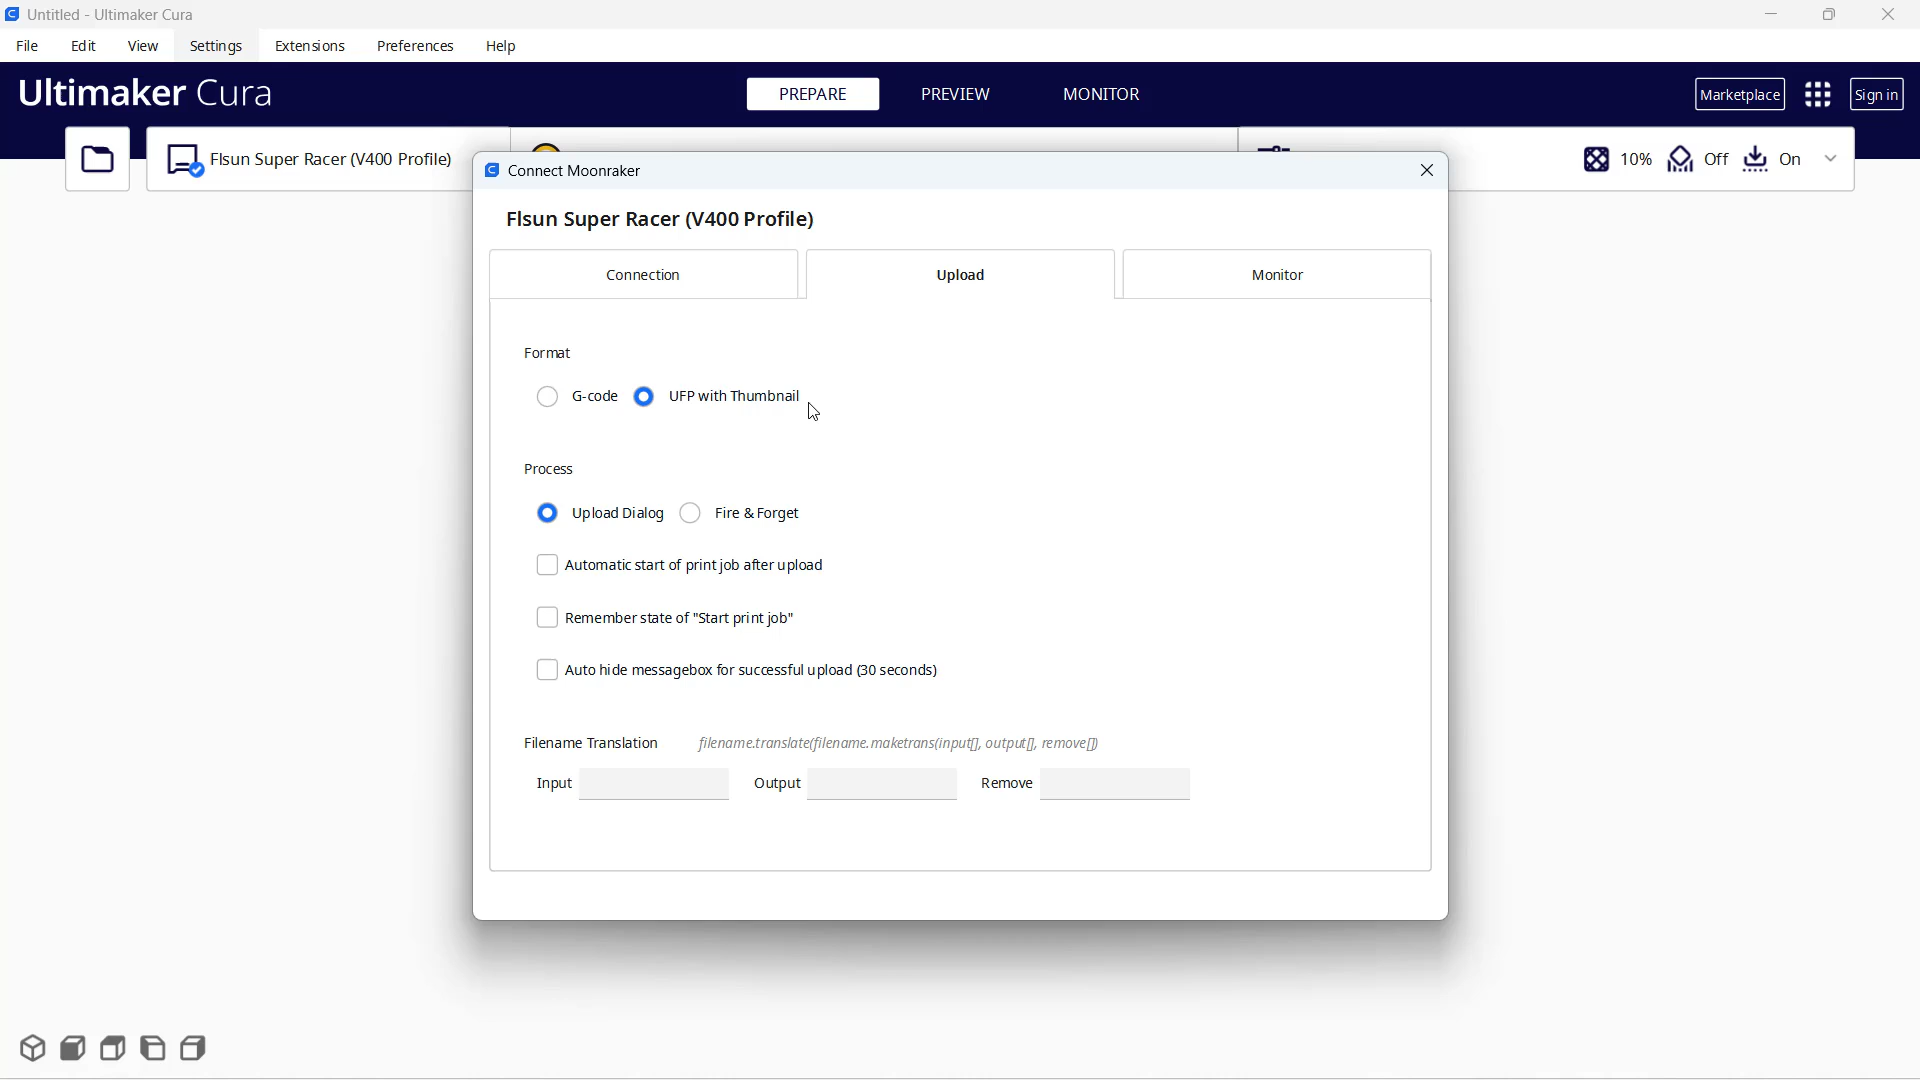 Untitled - Ultimaker Cura
File Edit View Settings Extensions Preferences Help
Ultimaker Cura PREPARE PREVIEW MONITOR Marketplace Sign in
Flsun Super Racer (V400 Profile) 10% Off On
Connect Moonraker
Flsun Super Racer (V400 Profile)
Connection Upload Monitor
Format
G-code UFP with Thumbnail
Process
Upload Dialog Fire & Forget
Automatic start of print job after upload
Remember state of "Start print job"
Auto hide messagebox for successful upload (30 seconds)
Filename Translation filename.translate(filename.maketrans(input[], output[], remove[])
Input Output Remove